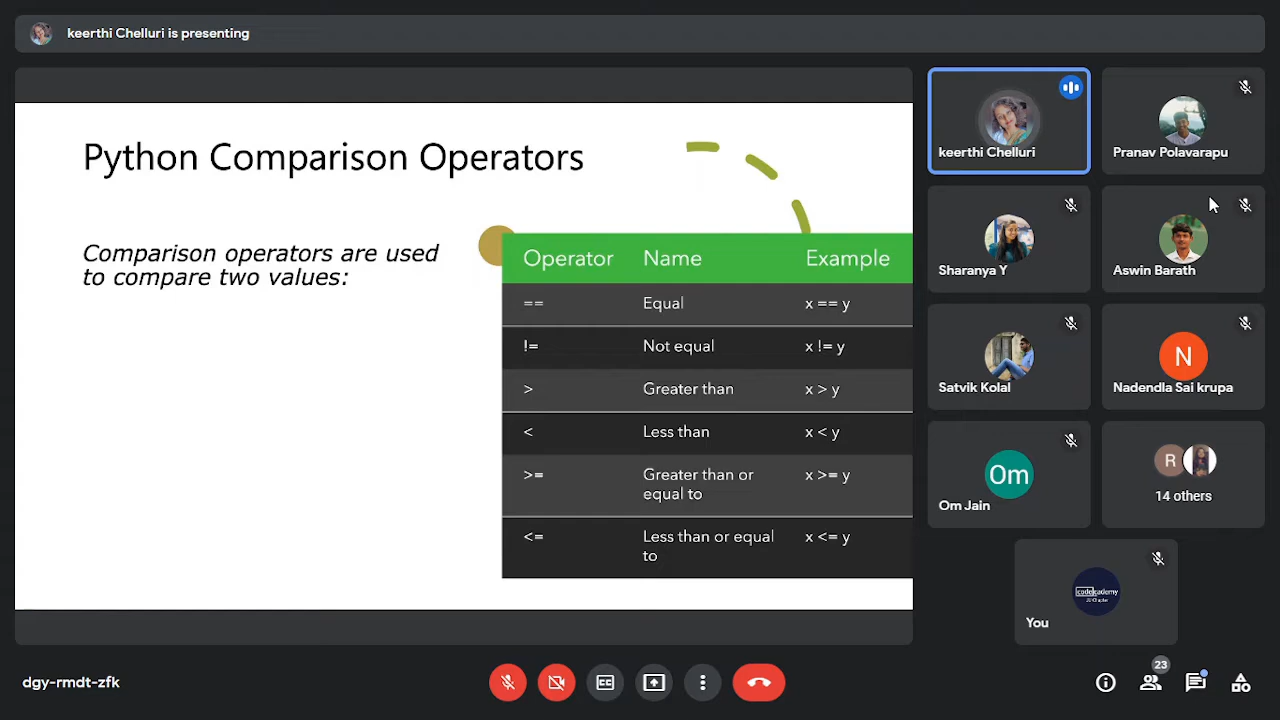 keerthi Chelluri is presenting
Python Comparison Operators
Comparison operators are used
to compare two values:
Operator Name Example
== Equal x == y
!= Not equal x != y
> Greater than x > y
< Less than x < y
>= Greater than or x >= y
equal to
<= Less than or equal x <= y
to
keerthi Chelluri
Pranav Polavarapu
Sharanya Y
Aswin Barath
Satvik Kolal
N
Nadendla Sai krupa
Om
Om Jain
R
14 others
codecademy
You
dgy-rmdt-zfk
CC
23